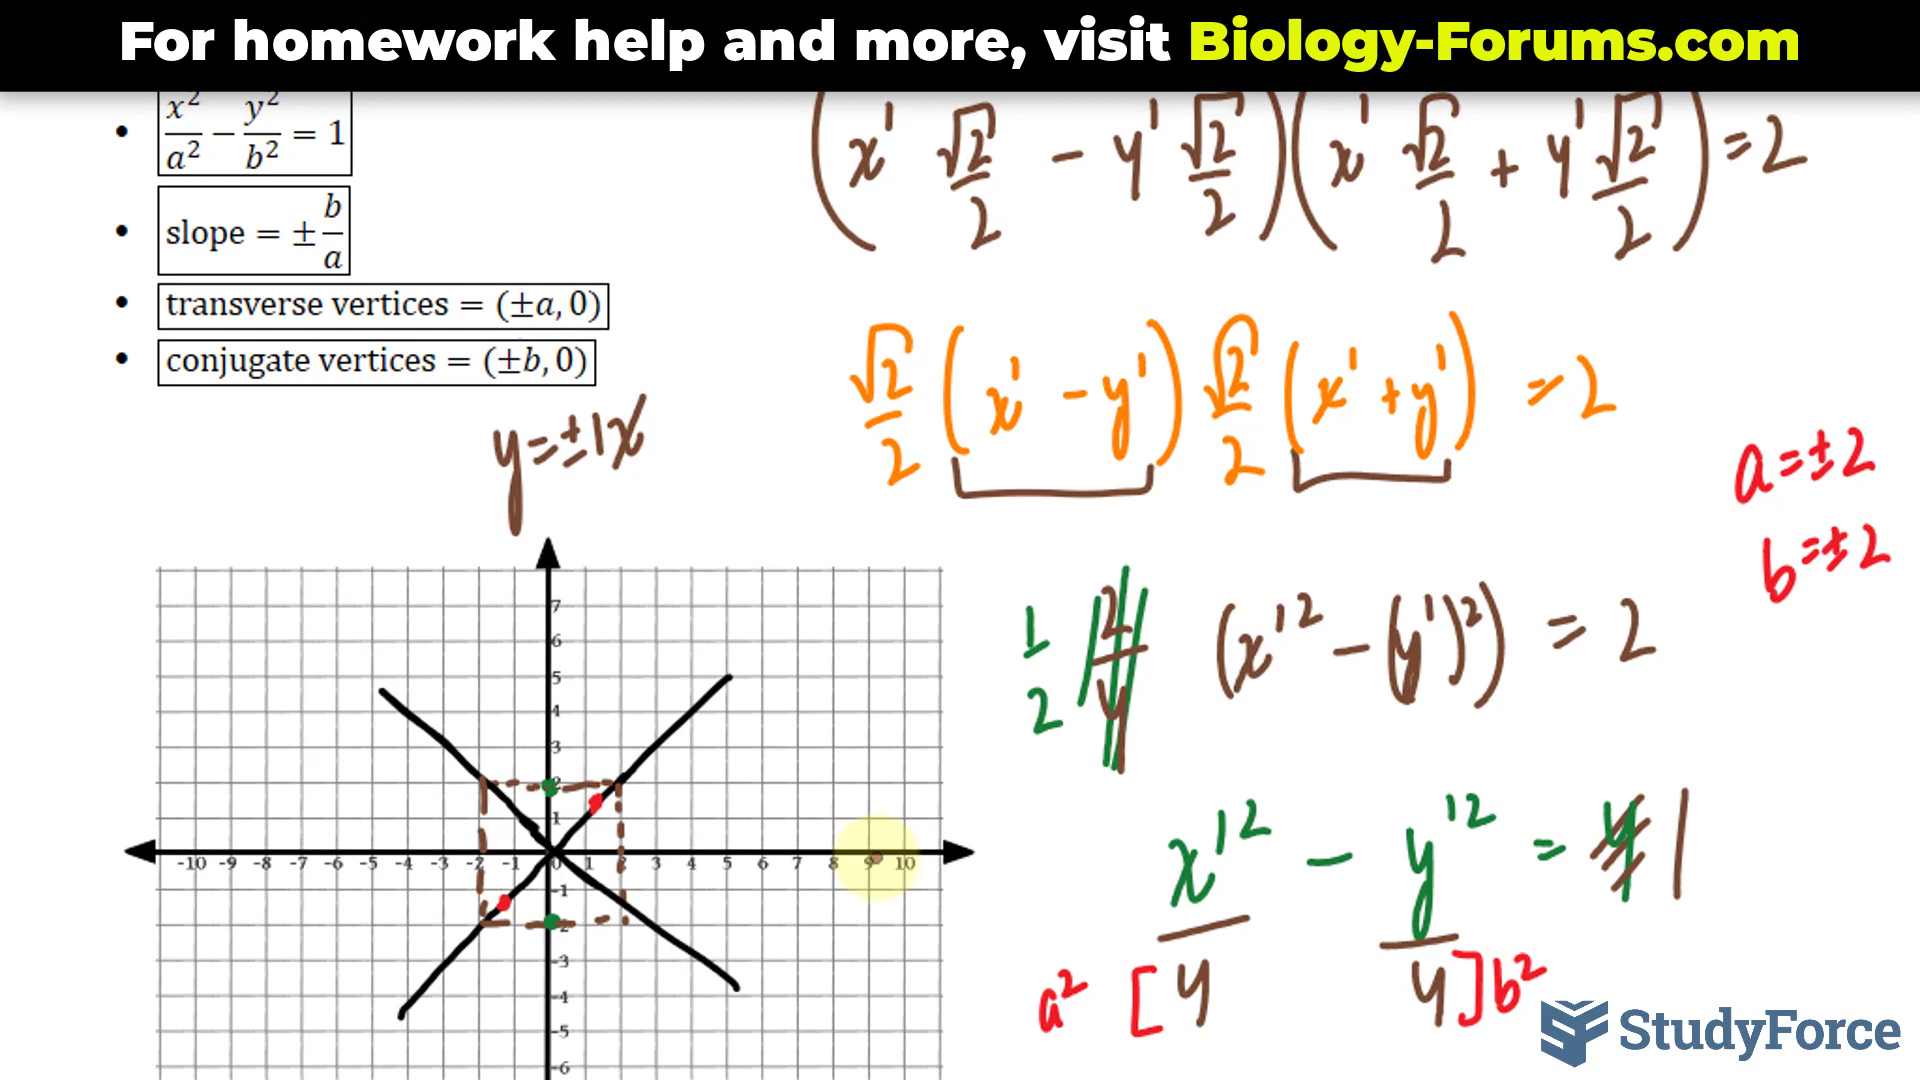 For homework help and more, visit Biology-Forums.com
• x²/a² − y²/b² = 1
• slope = ± b/a
• transverse vertices = (±a, 0)
• conjugate vertices = (±b, 0)
y = ±1x
(x' √2/2 − y' √2/2)(x' √2/2 + y' √2/2) = 2
√2/2 (x' − y') √2/2 (x' + y') = 2
a = ±2
b = ±2
1/2 2/4 (x'² − (y')²) = 2
x'²/4 − y'²/4 = 4 1
a² [ ] b²
7
6
5
4
3
2
1
-10 -9 -8 -7 -6 -5 -4 -3 -2 -1 0 1 2 3 4 5 6 7 8 9 10
-1
-2
-3
-4
-5
-6
StudyForce